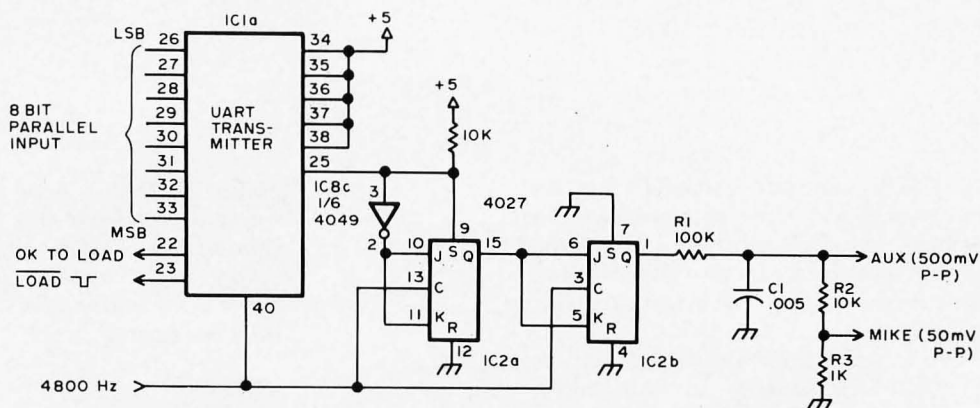 IC1a
LSB
26
27
28
29
30
31
32
33
MSB
8 BIT
PARALLEL
INPUT
UART
TRANS-
MITTER
34
35
36
37
38
25
40
+5
+5
10K
OK TO LOAD
22
LOAD
23
4800 Hz
3
IC8c
1/6
4049
2
4027
10
J
S
Q
9
15
13
C
11
K
R
12
IC2a
7
6
J
S
Q
1
3
C
5
K
R
4
IC2b
R1
100K
C1
.005
R2
10K
R3
1K
AUX (500mV
P-P)
MIKE (50mV
P-P)